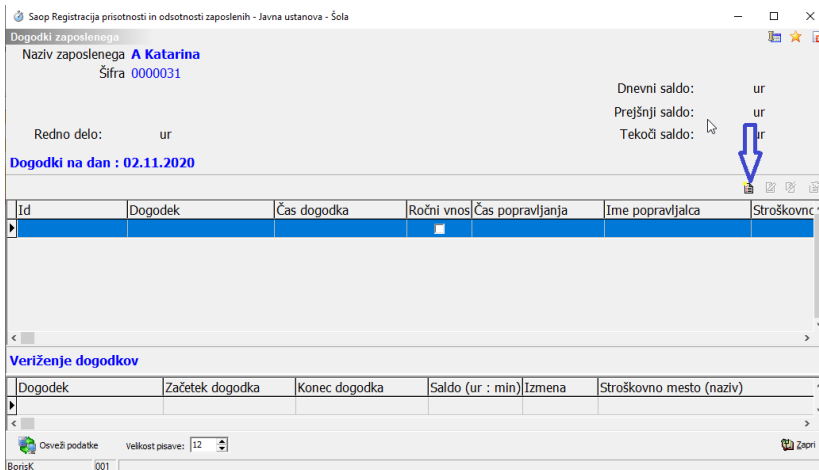 Saop Registracija prisotnosti in odsotnosti zaposlenih - Javna ustanova - Šola
Dogodki zaposlenega
Naziv zaposlenega A Katarina
Šifra 0000031
Dnevni saldo: ur
Prejšnji saldo: ur
Redno delo: ur Tekoči saldo: ur
Dogodki na dan : 02.11.2020
Id Dogodek Čas dogodka Ročni vnos Čas popravljanja Ime popravljalca Stroškovnc
Veriženje dogodkov
Dogodek Začetek dogodka Konec dogodka Saldo (ur : min) Izmena Stroškovno mesto (naziv)
Osveži podatke Velikost pisave: 12 Zapri
BorisK 001